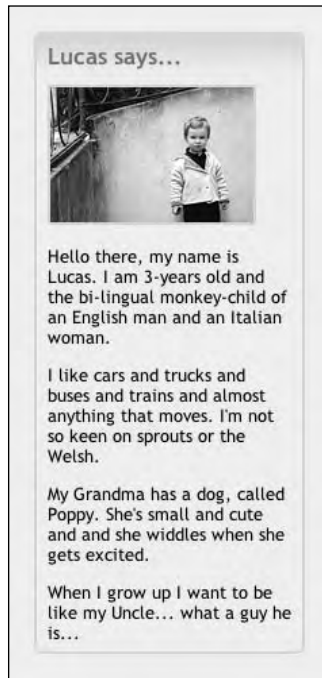 Lucas says...
Hello there, my name is
Lucas. I am 3-years old and
the bi-lingual monkey-child of
an English man and an Italian
woman.
I like cars and trucks and
buses and trains and almost
anything that moves. I'm not
so keen on sprouts or the
Welsh.
My Grandma has a dog, called
Poppy. She's small and cute
and and she widdles when she
gets excited.
When I grow up I want to be
like my Uncle... what a guy he
is...